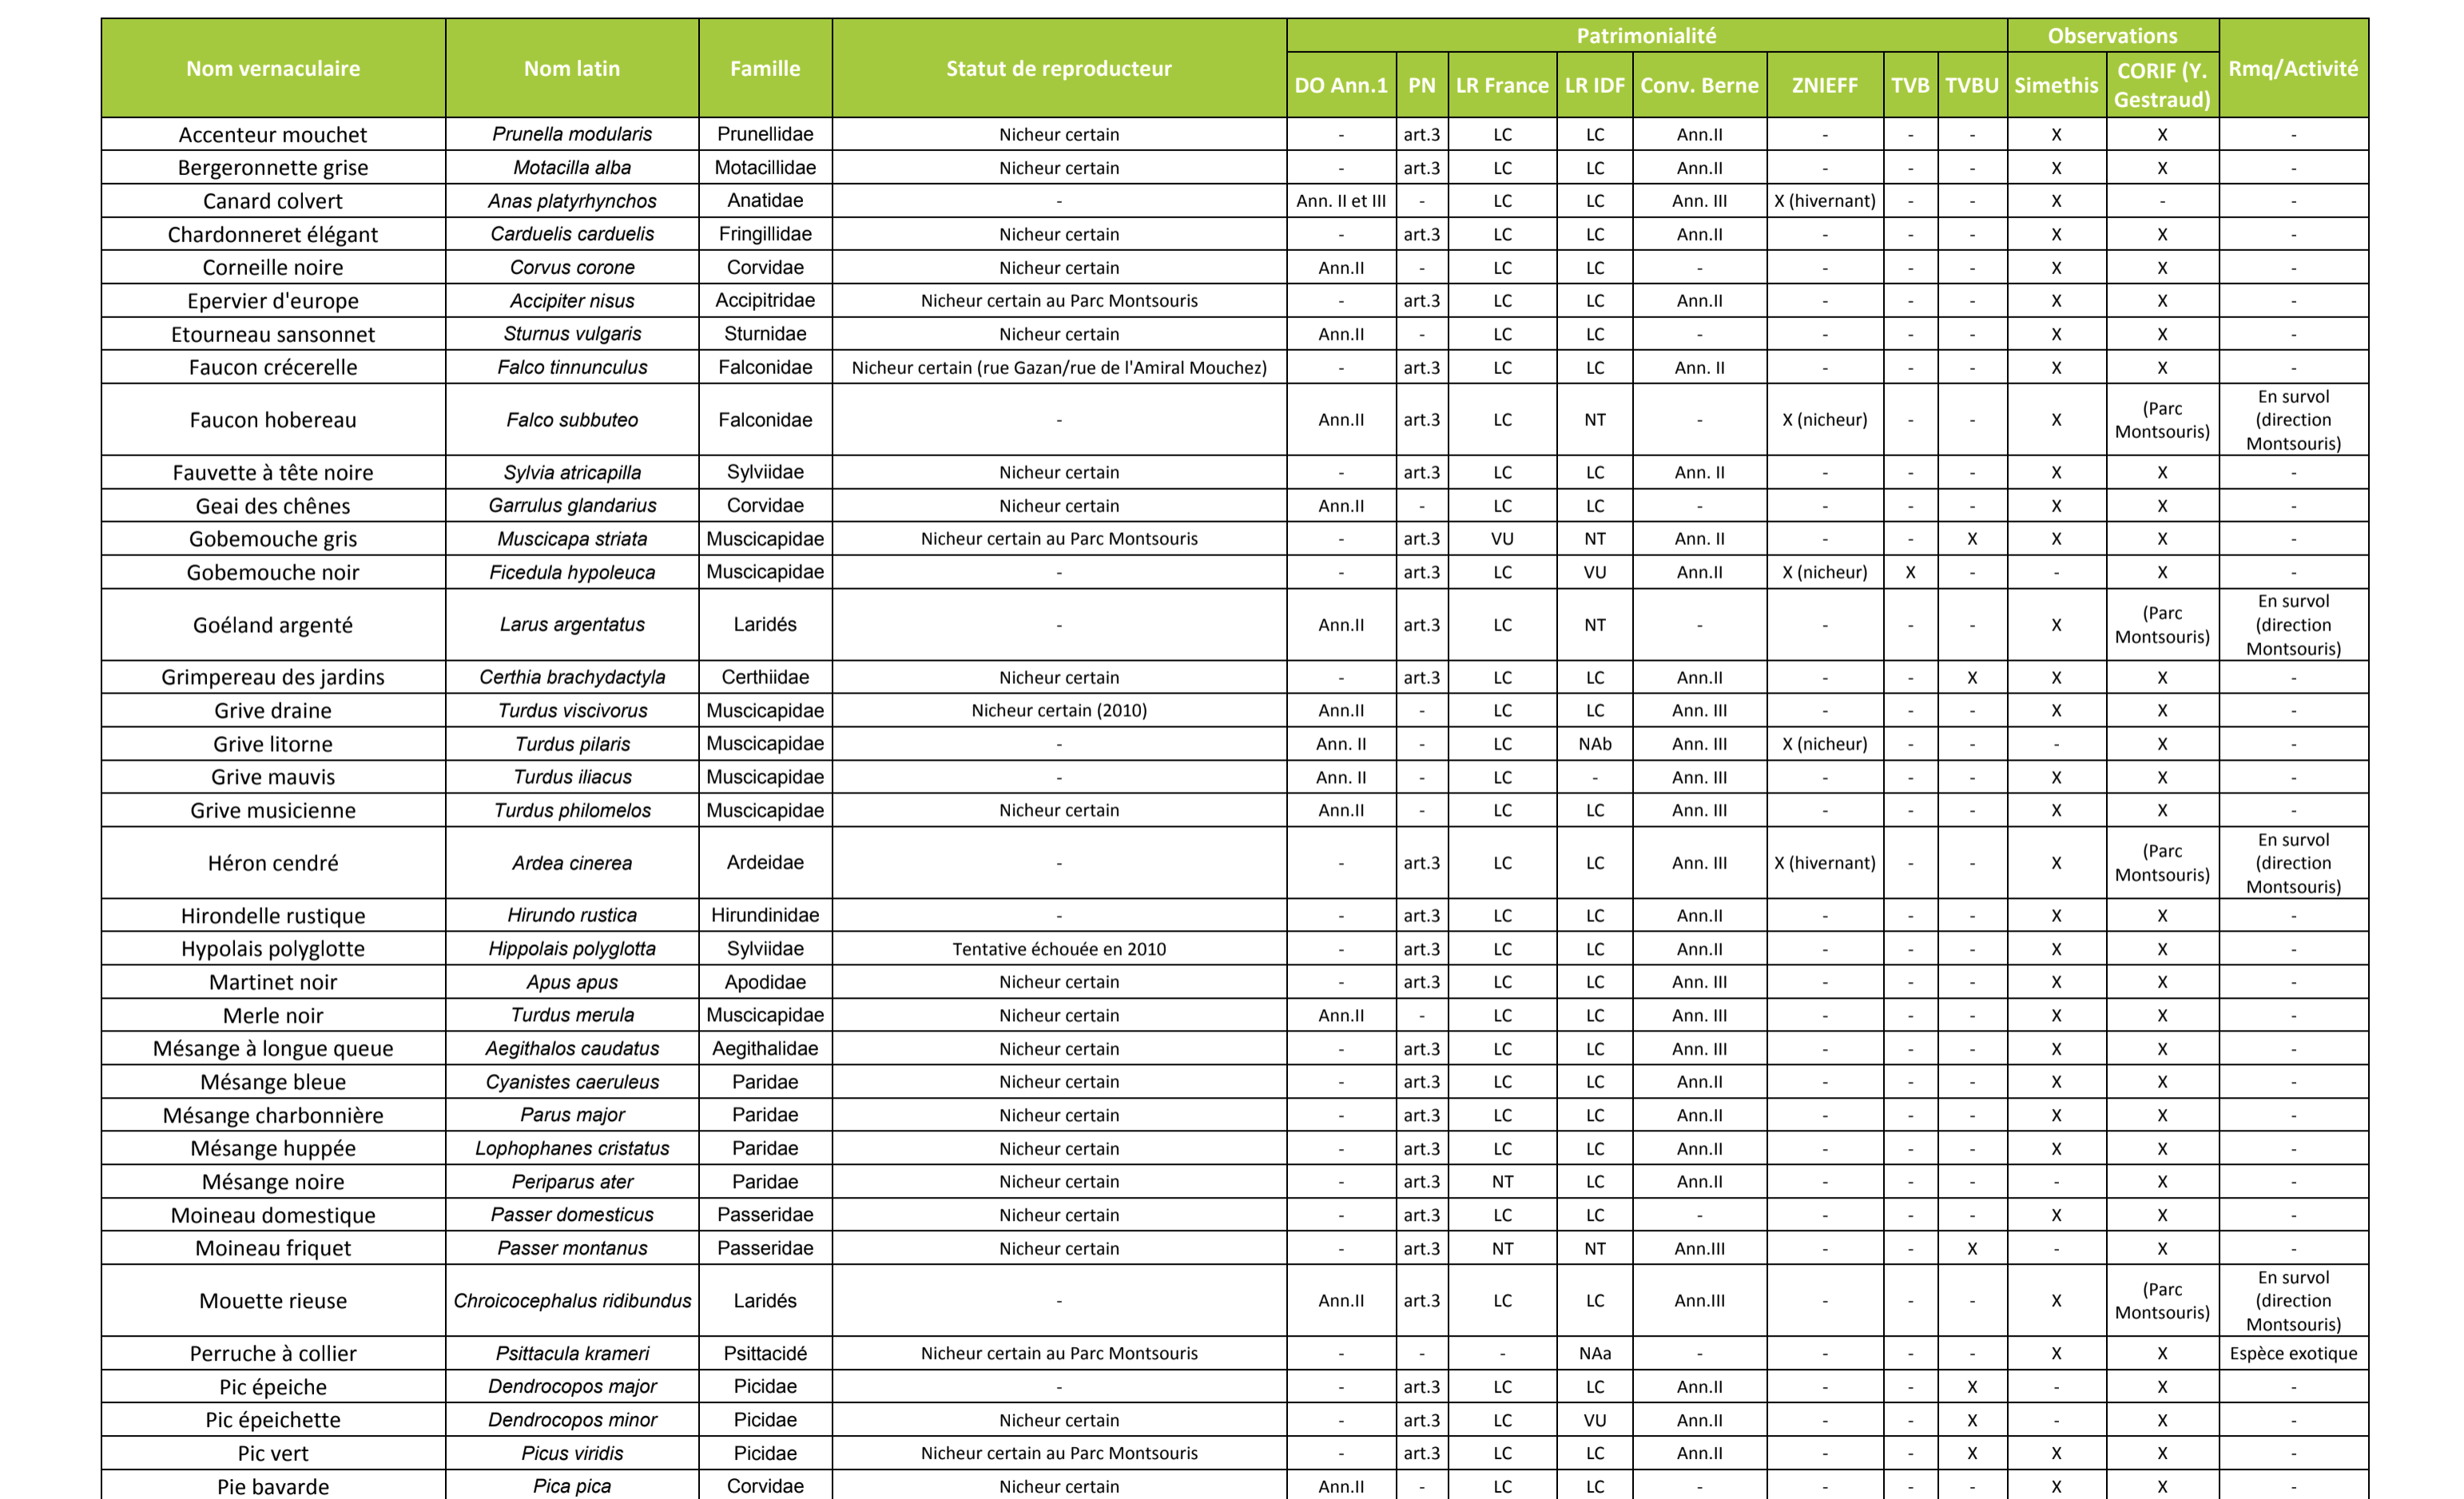 Nom vernaculaire Nom latin Famille Statut de reproducteur Patrimonialité Observations Rmq/Activité
DO Ann.1 PN LR France LR IDF Conv. Berne ZNIEFF TVB TVBU Simethis CORIF (Y. Gestraud)
Accenteur mouchet Prunella modularis Prunellidae Nicheur certain - art.3 LC LC Ann.II - - - X X -
Bergeronnette grise Motacilla alba Motacillidae Nicheur certain - art.3 LC LC Ann.II - - - X X -
Canard colvert Anas platyrhynchos Anatidae - Ann. II et III - LC LC Ann. III X (hivernant) - - X - -
Chardonneret élégant Carduelis carduelis Fringillidae Nicheur certain - art.3 LC LC Ann.II - - - X X -
Corneille noire Corvus corone Corvidae Nicheur certain Ann.II - LC LC - - - - X X -
Epervier d'europe Accipiter nisus Accipitridae Nicheur certain au Parc Montsouris - art.3 LC LC Ann.II - - - X X -
Etourneau sansonnet Sturnus vulgaris Sturnidae Nicheur certain Ann.II - LC LC - - - - X X -
Faucon crécerelle Falco tinnunculus Falconidae Nicheur certain (rue Gazan/rue de l'Amiral Mouchez) - art.3 LC LC Ann. II - - - X X -
Faucon hobereau Falco subbuteo Falconidae - Ann.II art.3 LC NT - X (nicheur) - - X (Parc Montsouris) En survol (direction Montsouris)
Fauvette à tête noire Sylvia atricapilla Sylviidae Nicheur certain - art.3 LC LC Ann. II - - - X X -
Geai des chênes Garrulus glandarius Corvidae Nicheur certain Ann.II - LC LC - - - - X X -
Gobemouche gris Muscicapa striata Muscicapidae Nicheur certain au Parc Montsouris - art.3 VU NT Ann. II - - X X X -
Gobemouche noir Ficedula hypoleuca Muscicapidae - - art.3 LC VU Ann.II X (nicheur) X - - X -
Goéland argenté Larus argentatus Laridés - Ann.II art.3 LC NT - - - - X (Parc Montsouris) En survol (direction Montsouris)
Grimpereau des jardins Certhia brachydactyla Certhiidae Nicheur certain - art.3 LC LC Ann.II - - X X X -
Grive draine Turdus viscivorus Muscicapidae Nicheur certain (2010) Ann.II - LC LC Ann. III - - - X X -
Grive litorne Turdus pilaris Muscicapidae - Ann. II - LC NAb Ann. III X (nicheur) - - - X -
Grive mauvis Turdus iliacus Muscicapidae - Ann. II - LC - Ann. III - - - X X -
Grive musicienne Turdus philomelos Muscicapidae Nicheur certain Ann.II - LC LC Ann. III - - - X X -
Héron cendré Ardea cinerea Ardeidae - - art.3 LC LC Ann. III X (hivernant) - - X (Parc Montsouris) En survol (direction Montsouris)
Hirondelle rustique Hirundo rustica Hirundinidae - - art.3 LC LC Ann.II - - - X X -
Hypolais polyglotte Hippolais polyglotta Sylviidae Tentative échouée en 2010 - art.3 LC LC Ann.II - - - X X -
Martinet noir Apus apus Apodidae Nicheur certain - art.3 LC LC Ann. III - - - X X -
Merle noir Turdus merula Muscicapidae Nicheur certain Ann.II - LC LC Ann. III - - - X X -
Mésange à longue queue Aegithalos caudatus Aegithalidae Nicheur certain - art.3 LC LC Ann. III - - - X X -
Mésange bleue Cyanistes caeruleus Paridae Nicheur certain - art.3 LC LC Ann.II - - - X X -
Mésange charbonnière Parus major Paridae Nicheur certain - art.3 LC LC Ann.II - - - X X -
Mésange huppée Lophophanes cristatus Paridae Nicheur certain - art.3 LC LC Ann.II - - - X X -
Mésange noire Periparus ater Paridae Nicheur certain - art.3 NT LC Ann.II - - - - X -
Moineau domestique Passer domesticus Passeridae Nicheur certain - art.3 LC LC - - - - X X -
Moineau friquet Passer montanus Passeridae Nicheur certain - art.3 NT NT Ann.III - - X - X -
Mouette rieuse Chroicocephalus ridibundus Laridés - Ann.II art.3 LC LC Ann.III - - - X (Parc Montsouris) En survol (direction Montsouris)
Perruche à collier Psittacula krameri Psittacidé Nicheur certain au Parc Montsouris - - - NAa - - - - X X Espèce exotique
Pic épeiche Dendrocopos major Picidae - - art.3 LC LC Ann.II - - X - X -
Pic épeichette Dendrocopos minor Picidae Nicheur certain - art.3 LC VU Ann.II - - X - X -
Pic vert Picus viridis Picidae Nicheur certain au Parc Montsouris - art.3 LC LC Ann.II - - X X X -
Pie bavarde Pica pica Corvidae Nicheur certain Ann.II - LC LC - - - - X X -